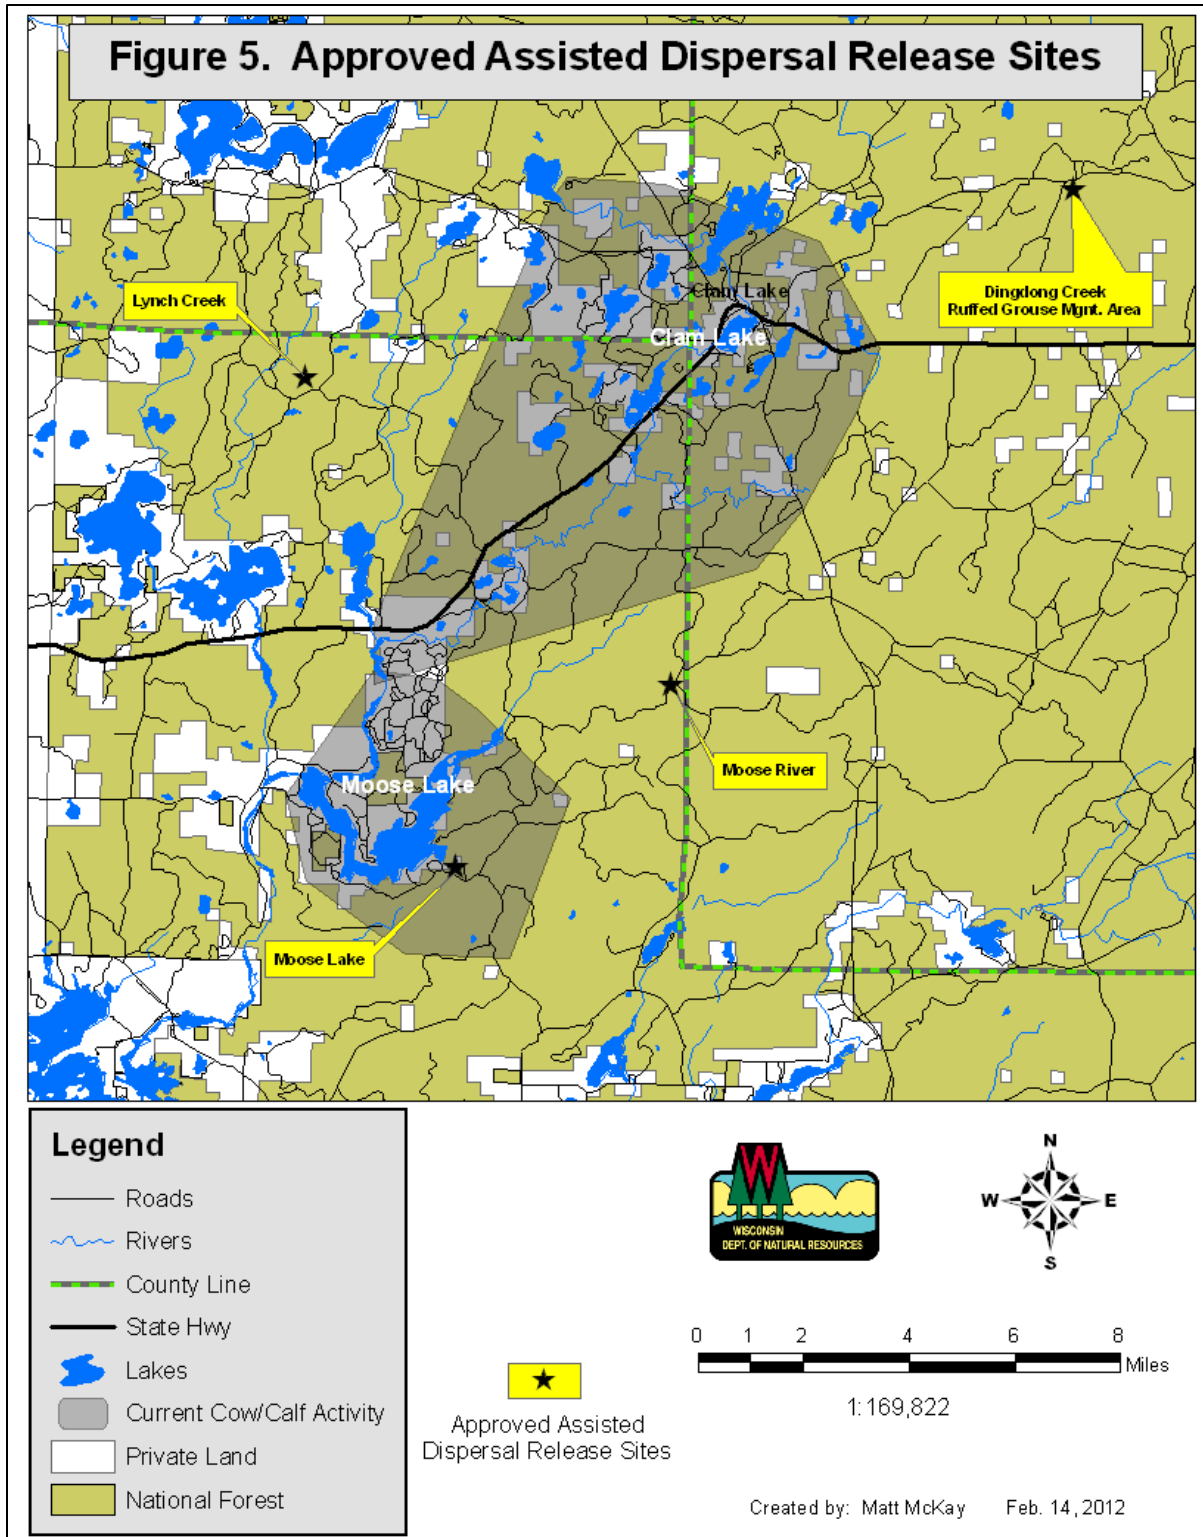 Figure 5.  Approved Assisted Dispersal Release Sites
Lynch Creek
Dingdong Creek
Ruffed Grouse Mgnt. Area
Clam Lake
Clam Lake
Moose River
Moose Lake
Moose Lake
Legend
Roads
Rivers
County Line
State Hwy
Lakes
Current Cow/Calf Activity
Private Land
National Forest
W
WISCONSIN
DEPT. OF NATURAL RESOURCES
N
W E
S
0 1 2 4 6 8
Miles
1:169,822
Approved Assisted
Dispersal Release Sites
Created by:  Matt McKay Feb. 14, 2012